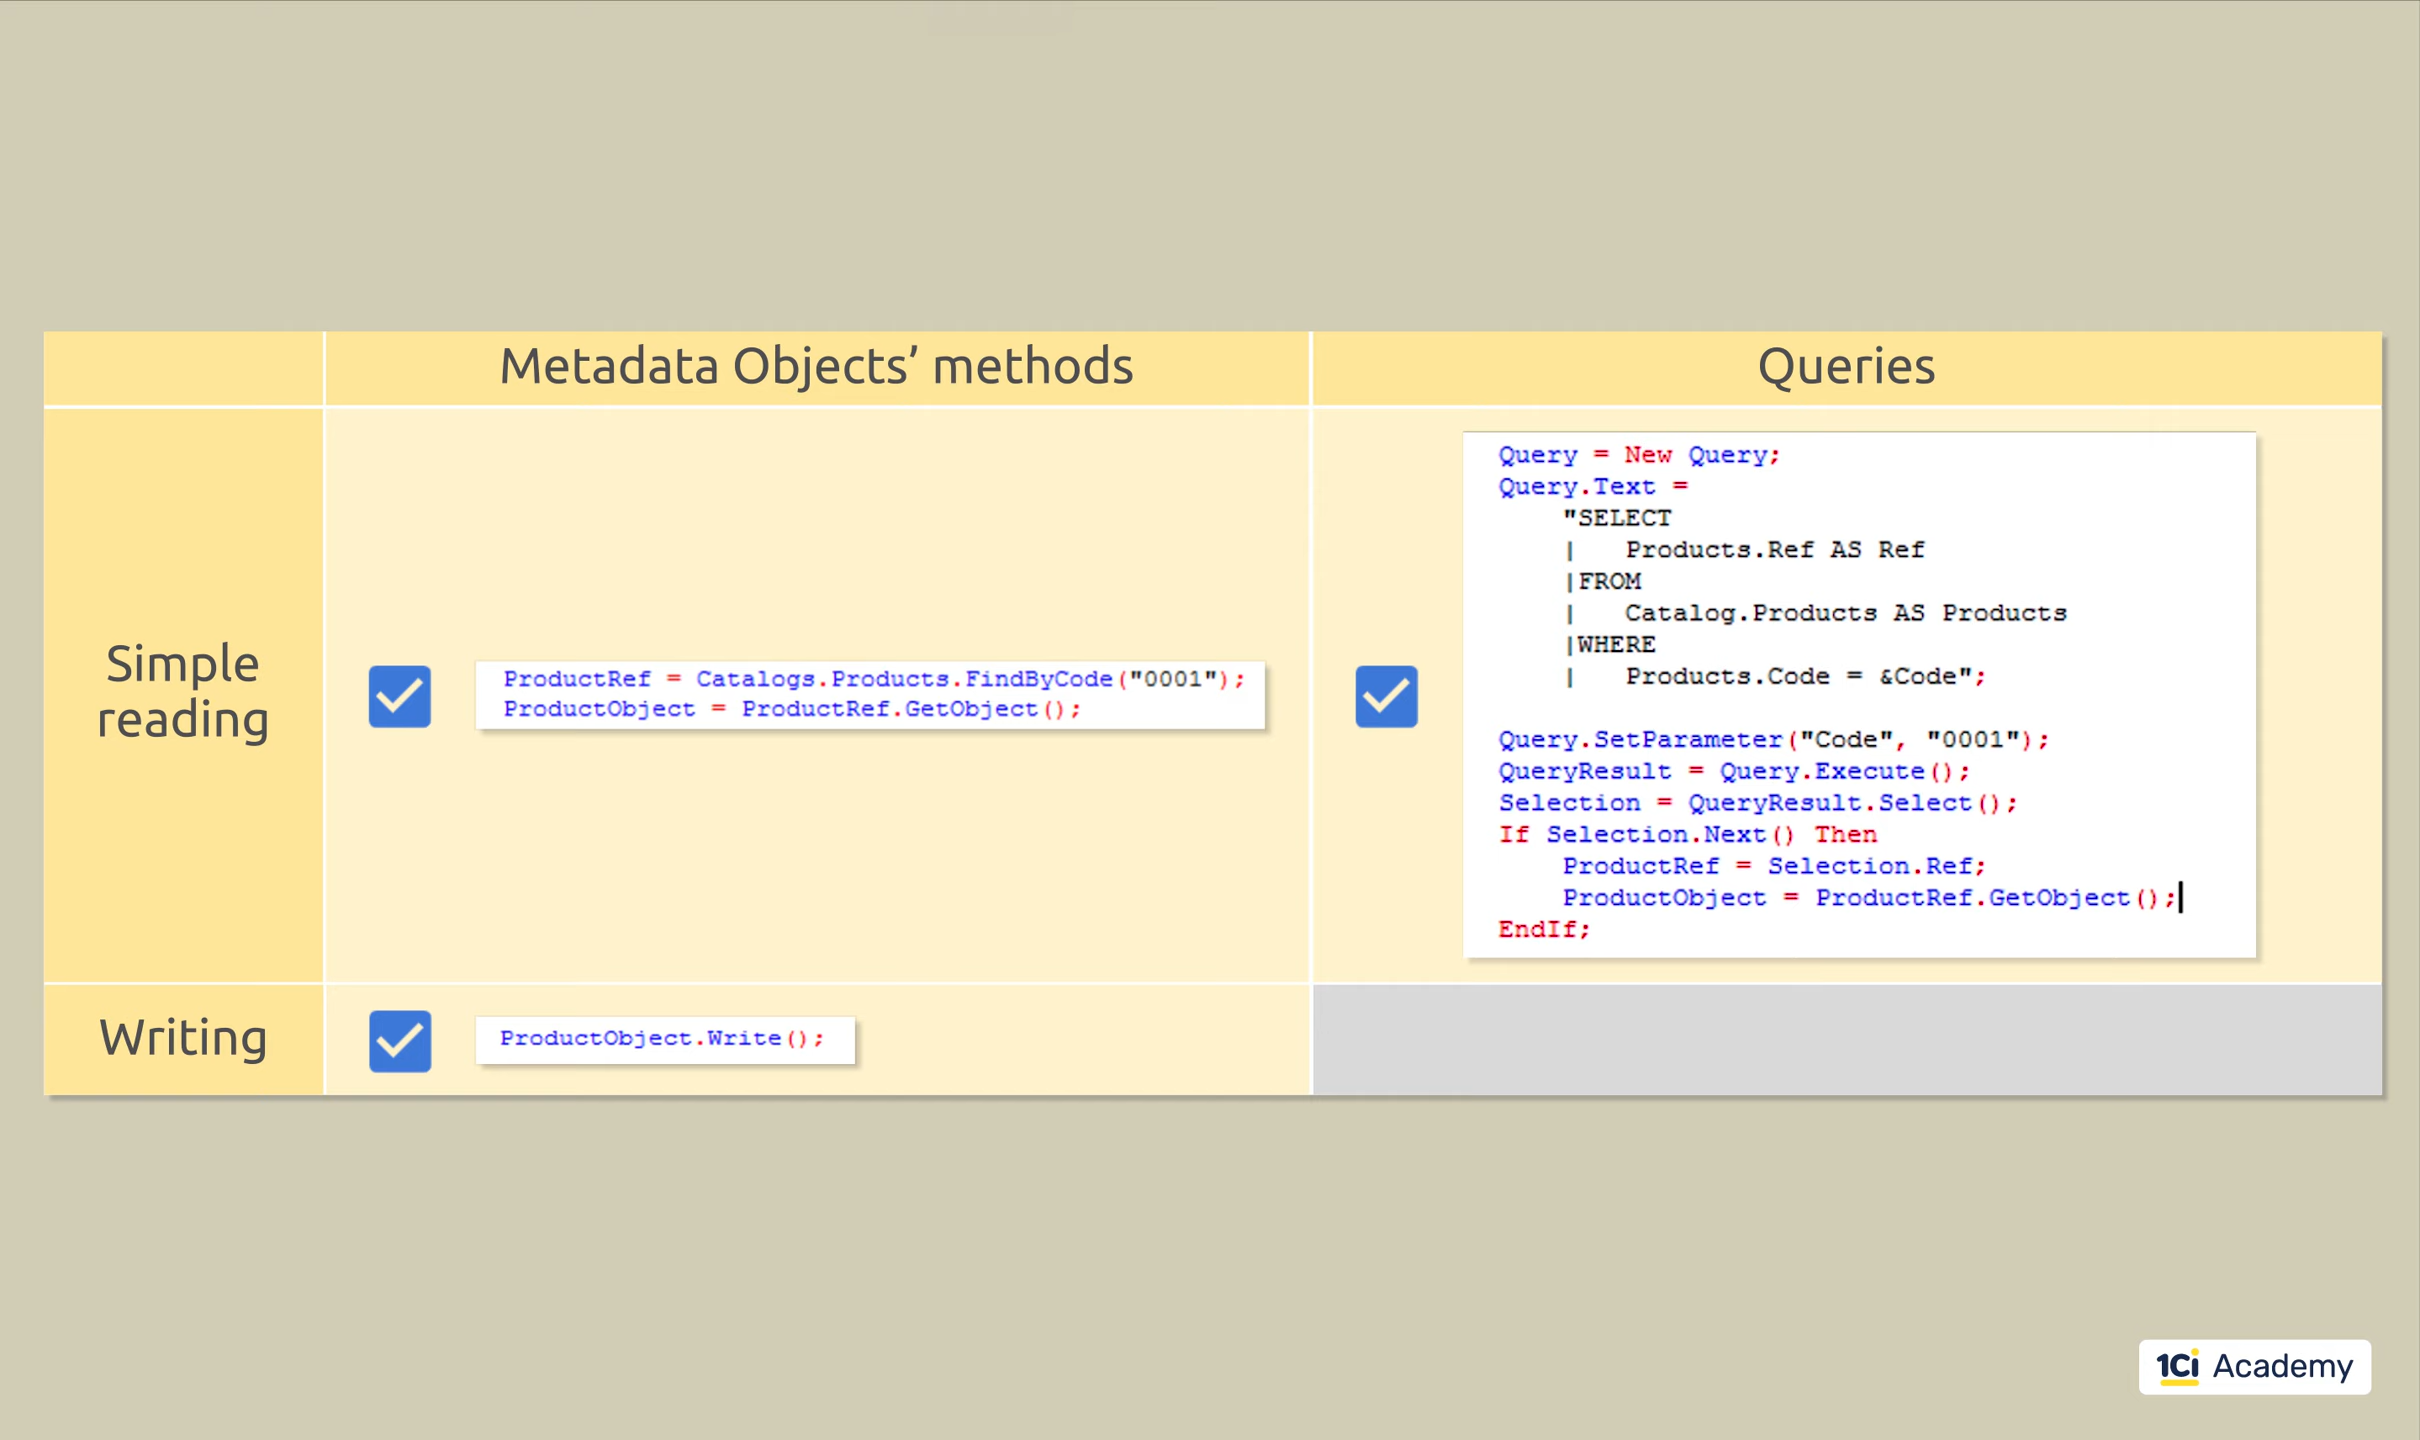 Metadata Objects’ methods
Queries
Simple
reading
ProductRef = Catalogs.Products.FindByCode("0001");
ProductObject = ProductRef.GetObject();
Query = New Query;
Query.Text =
"SELECT
|   Products.Ref AS Ref
|FROM
|   Catalog.Products AS Products
|WHERE
|   Products.Code = &Code";
Query.SetParameter("Code", "0001");
QueryResult = Query.Execute();
Selection = QueryResult.Select();
If Selection.Next() Then
ProductRef = Selection.Ref;
ProductObject = ProductRef.GetObject();
EndIf;
Writing
ProductObject.Write();
1Ci Academy